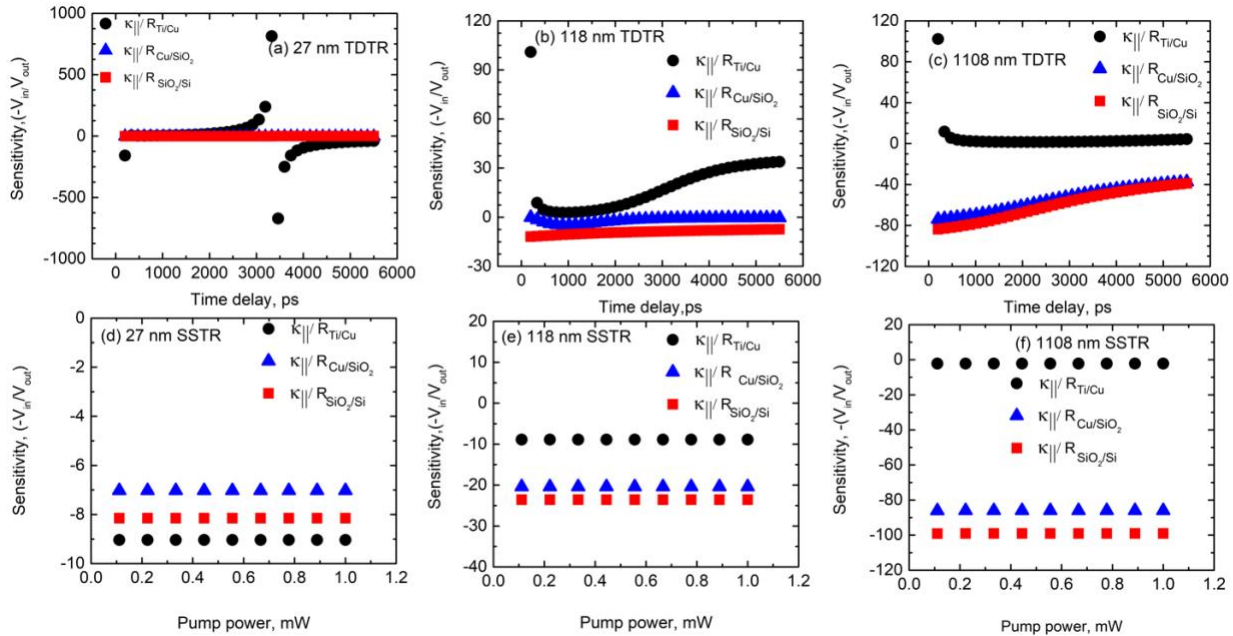 Sensitivity,(-V_in/V_out)
1000
500
0
-500
-1000
(a) 27 nm TDTR
κ||/ R_Ti/Cu
κ||/ R_Cu/SiO₂
κ||/ R_SiO₂/Si
0 1000 2000 3000 4000 5000 6000
Time delay, ps
Sensitivity, (-V_in/V_out)
120
90
60
30
0
-30
(b) 118 nm TDTR
κ||/ R_Ti/Cu
κ||/ R_Cu/SiO₂
κ||/ R_SiO₂/Si
0 1000 2000 3000 4000 5000 6000
Time delay,ps
Sensitivity,(-V_in/V_out)
120
80
40
0
-40
-80
-120
(c) 1108 nm TDTR
κ||/ R_Ti/Cu
κ||/ R_Cu/SiO₂
κ||/ R_SiO₂/Si
0 1000 2000 3000 4000 5000 6000
Time delay, ps
Sensitivity, (-V_in/V_out)
0
-2
-4
-6
-8
-10
(d) 27 nm SSTR
κ||/ R_Ti/Cu
κ||/ R_Cu/SiO₂
κ||/ R_SiO₂/Si
0.0 0.2 0.4 0.6 0.8 1.0 1.2
Pump power, mW
Sensitivity,(-V_in/V_out)
20
10
0
-10
-20
-30
-40
(e) 118 nm SSTR
κ||/ R_Ti/Cu
κ||/ R_Cu/SiO₂
κ||/ R_SiO₂/Si
0.0 0.2 0.4 0.6 0.8 1.0 1.2
Pump power, mW
Sensitivity, -(V_in/V_out)
20
0
-20
-40
-60
-80
-100
-120
(f) 1108 nm SSTR
κ||/ R_Ti/Cu
κ||/ R_Cu/SiO₂
κ||/ R_SiO₂/Si
0.0 0.2 0.4 0.6 0.8 1.0 1.2
Pump power, mW